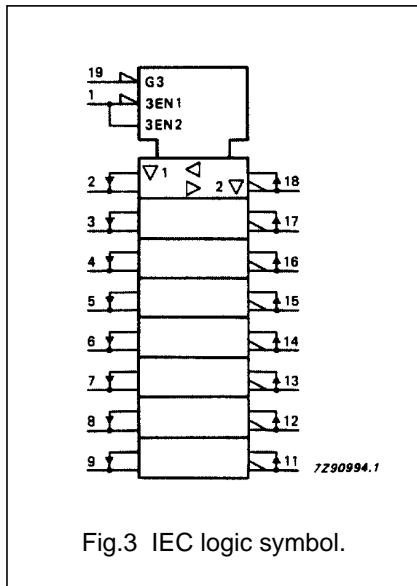 19 G3
1 3EN1
3EN2
2 1 2 18
3 17
4 16
5 15
6 14
7 13
8 12
9 11 7Z90994.1
Fig.3 IEC logic symbol.